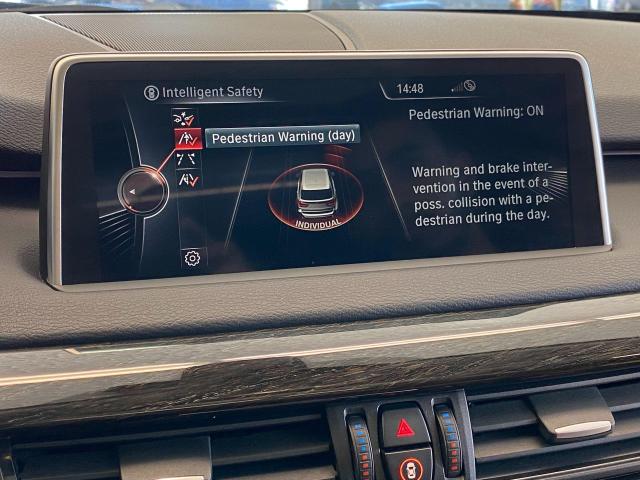 Intelligent Safety
14:48
Pedestrian Warning: ON
Pedestrian Warning (day)
Warning and brake inter-
vention in the event of a
poss. collision with a pe-
destrian during the day.
INDIVIDUAL